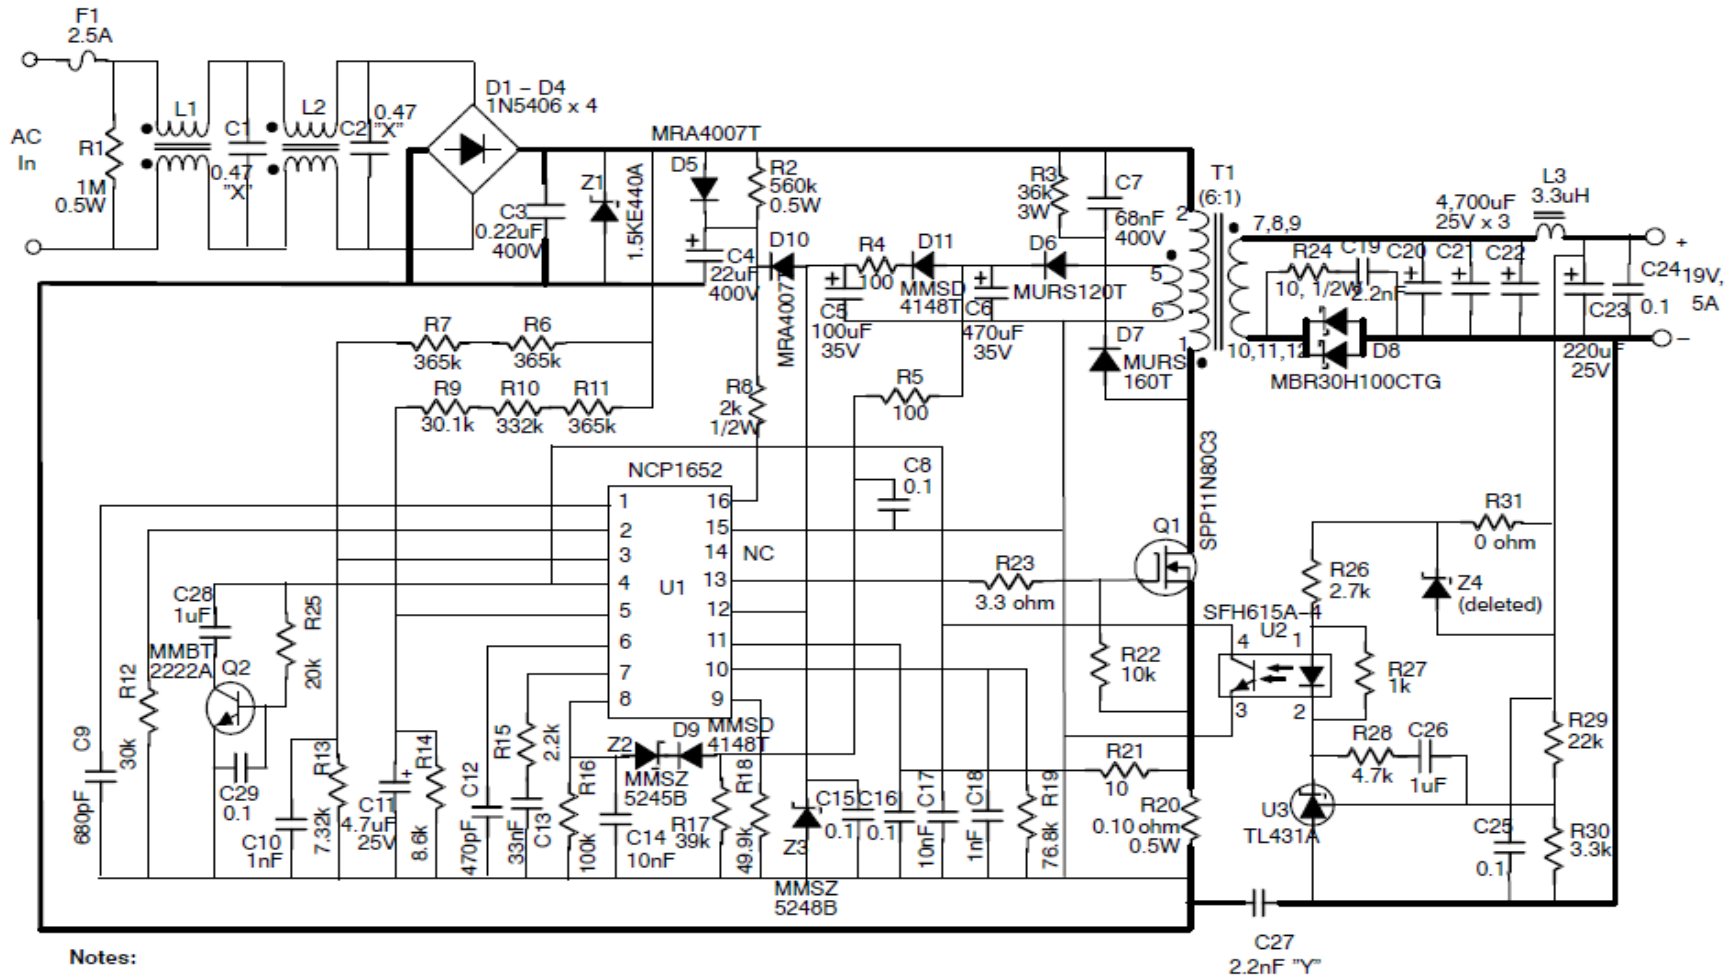 F1
2.5A
AC
In
R1
1M
0.5W
L1
C1
0.47
"X"
L2
C2
0.47
"X"
D1 – D4
1N5406 x 4
MRA4007T
C3
0.22uF
400V
Z1
1.5KE440A
D5
R2
560k
0.5W
C4
22uF
400V
D10
MRA4007T
R4
100
D11
MMSD
4148T
C5
100uF
35V
C6
470uF
35V
D6
MURS120T
R3
36k
3W
C7
68nF
400V
D7
MURS
160T
T1
(6:1)
2
5
6
1
7,8,9
10,11,12
R24
10, 1/2W
C19
2.2nF
4,700uF
25V x 3
C20
C21
C22
L3
3.3uH
+
C24
0.1
19V,
5A
C23
220uF
25V
–
D8
MBR30H100CTG
R7
365k
R6
365k
R9
30.1k
R10
332k
R11
365k
R8
2k
1/2W
R5
100
C8
0.1
NCP1652
U1
1
2
3
4
5
6
7
8
16
15
14
13
12
11
10
9
NC
R23
3.3 ohm
Q1
SPP11N80C3
R22
10k
R21
10
R20
0.10 ohm
0.5W
SFH615A–4
U2
4
3
1
2
R26
2.7k
R31
0 ohm
Z4
(deleted)
R27
1k
R28
4.7k
C26
1uF
R29
22k
U3
TL431A
C25
0.1
R30
3.3k
C27
2.2nF "Y"
C28
1uF
MMBT
2222A
Q2
R25
20k
R12
30k
C9
680pF
C29
0.1
C10
1nF
R13
7.32k
C11
4.7uF
25V
R14
8.6k
C12
470pF
R15
2.2k
C13
33nF
R16
100k
Z2
MMSZ
5245B
D9
MMSD
4148T
C14
10nF
R17
39k
R18
49.9k
Z3
MMSZ
5248B
C15
0.1
C16
0.1
C17
10nF
C18
1nF
R19
76.8k
Notes: